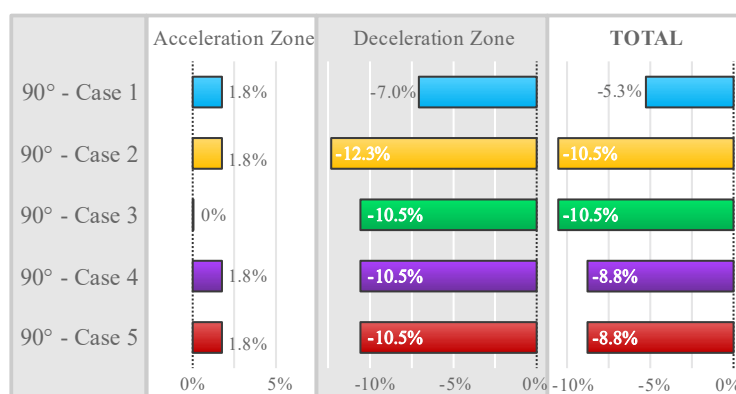 Acceleration Zone Deceleration Zone TOTAL
90° - Case 1 1.8% -7.0% -5.3%
90° - Case 2 1.8% -12.3% -10.5%
90° - Case 3 0% -10.5% -10.5%
90° - Case 4 1.8% -10.5% -8.8%
90° - Case 5 1.8% -10.5% -8.8%
0% 5% -10% -5% 0% -10% -5% 0%